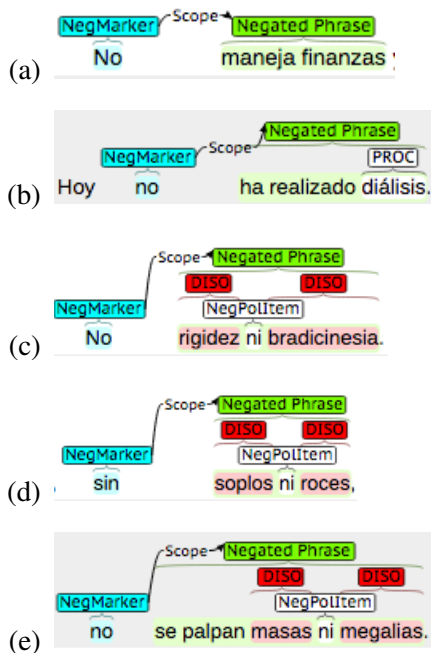 NegMarker Scope Negated Phrase
(a) No maneja finanzas
Negated Phrase
NegMarker Scope PROC
(b) Hoy no ha realizado diálisis.
Scope Negated Phrase
DISO DISO
NegMarker NegPolItem
(c) No rigidez ni bradicinesia.
Scope Negated Phrase
DISO DISO
NegMarker NegPolItem
(d) sin soplos ni roces,
Scope Negated Phrase
DISO DISO
NegMarker NegPolItem
(e) no se palpan masas ni megalias.